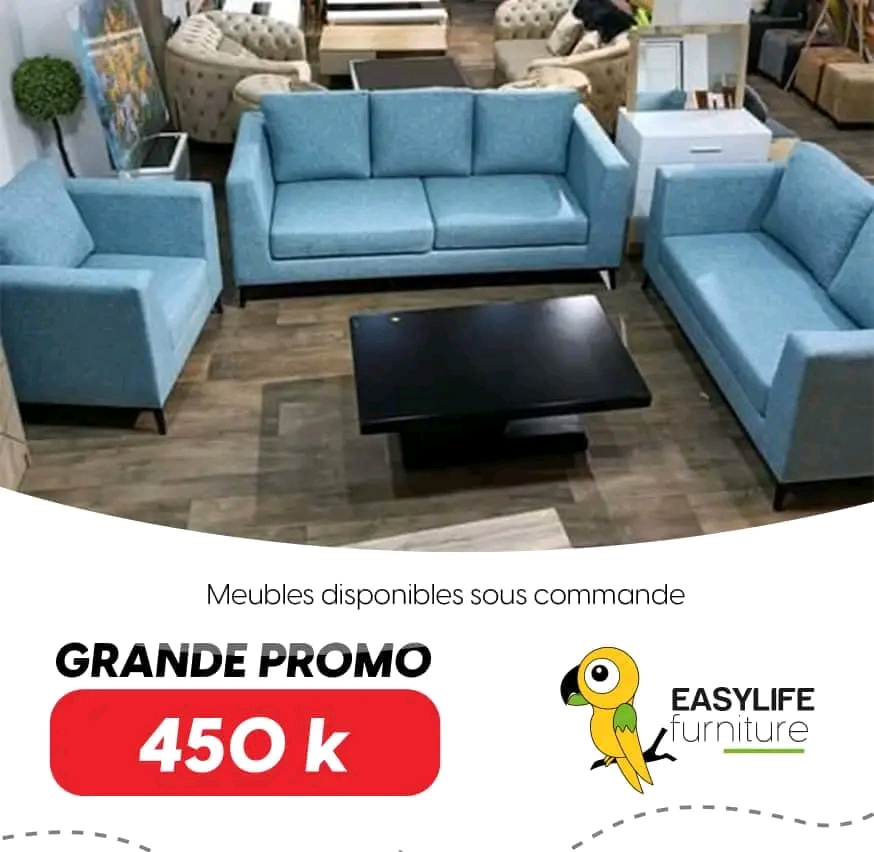 Meubles disponibles sous commande
GRANDE PROMO
450 k
EASYLIFE
furniture